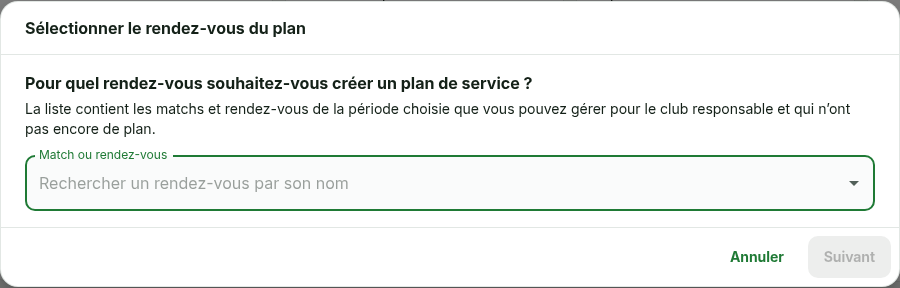 Sélectionner le rendez-vous du plan
Pour quel rendez-vous souhaitez-vous créer un plan de service ?
La liste contient les matchs et rendez-vous de la période choisie que vous pouvez gérer pour le club responsable et qui n’ont
pas encore de plan.
Match ou rendez-vous
Rechercher un rendez-vous par son nom
Annuler
Suivant